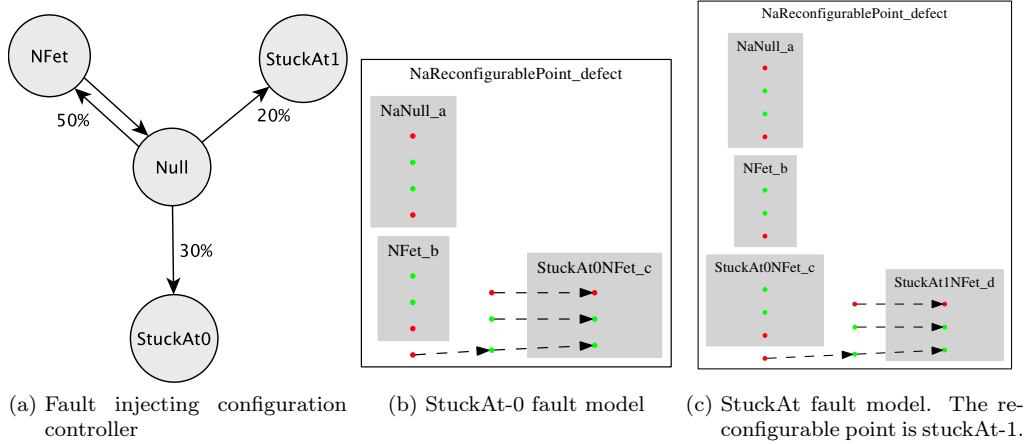 NFet
StuckAt1
50%
20%
Null
30%
StuckAt0
(a) Fault injecting configuration
controller
NaReconfigurablePoint_defect
NaNull_a
NFet_b
StuckAt0NFet_c
(b) StuckAt-0 fault model
NaReconfigurablePoint_defect
NaNull_a
NFet_b
StuckAt0NFet_c
StuckAt1NFet_d
(c) StuckAt fault model. The re-
configurable point is stuckAt-1.